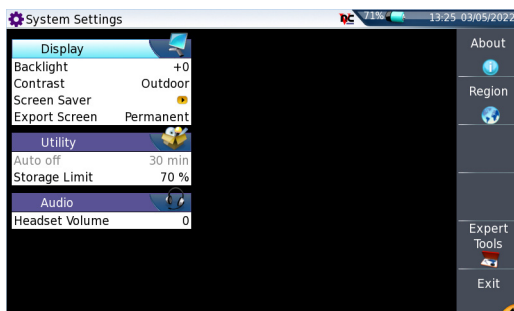 System Settings
71%
13:25 03/05/2022
Display
Backlight +0
Contrast Outdoor
Screen Saver
Export Screen Permanent
Utility
Auto off 30 min
Storage Limit 70 %
Audio
Headset Volume 0
About
Region
Expert
Tools
Exit